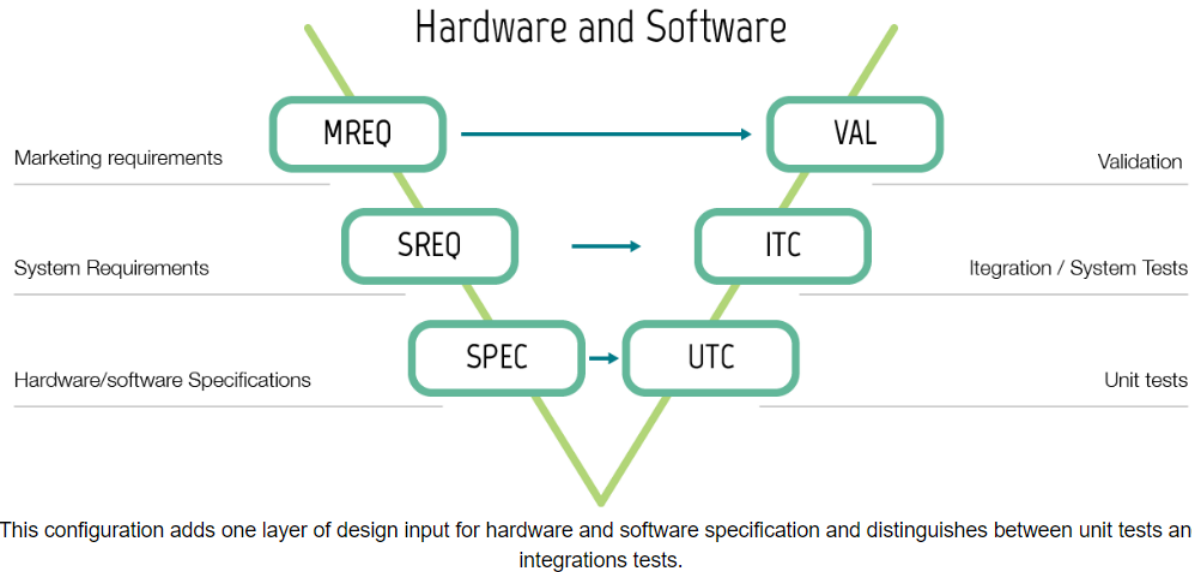 Hardware and Software
MREQ
VAL
Marketing requirements
Validation
SREQ
ITC
System Requirements
Itegration / System Tests
SPEC
UTC
Hardware/software Specifications
Unit tests
This configuration adds one layer of design input for hardware and software specification and distinguishes between unit tests an
integrations tests.